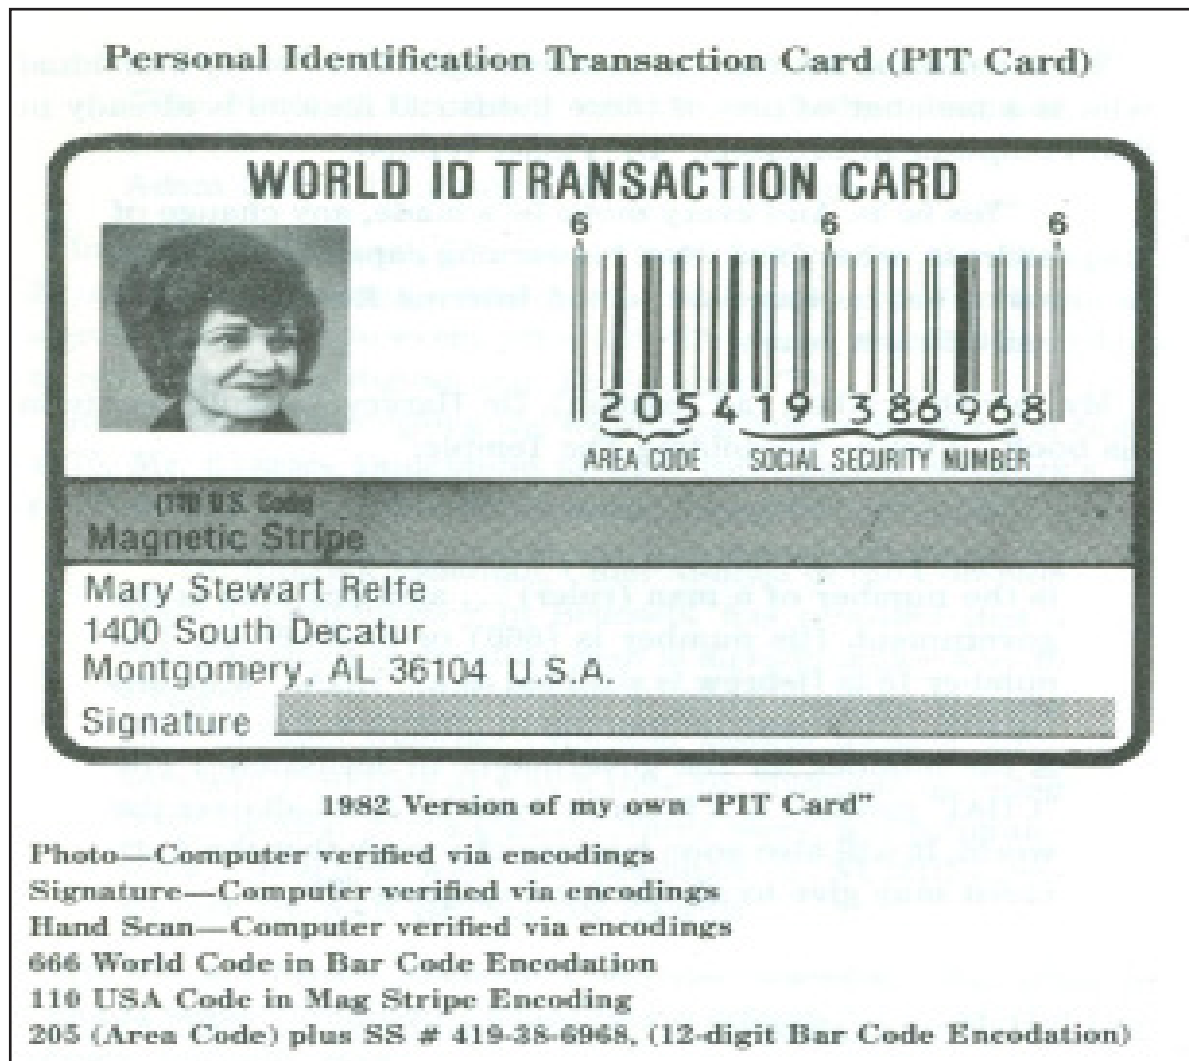 Personal Identification Transaction Card (PIT Card)
WORLD ID TRANSACTION CARD
6 6 6
205 419 38 6968
AREA CODE SOCIAL SECURITY NUMBER
(110 U.S. Code)
Magnetic Stripe
Mary Stewart Relfe
1400 South Decatur
Montgomery, AL 36104 U.S.A.
Signature
1982 Version of my own “PIT Card”
Photo—Computer verified via encodings
Signature—Computer verified via encodings
Hand Scan—Computer verified via encodings
666 World Code in Bar Code Encodation
110 USA Code in Mag Stripe Encoding
205 (Area Code) plus SS # 419-38-6968, (12-digit Bar Code Encodation)